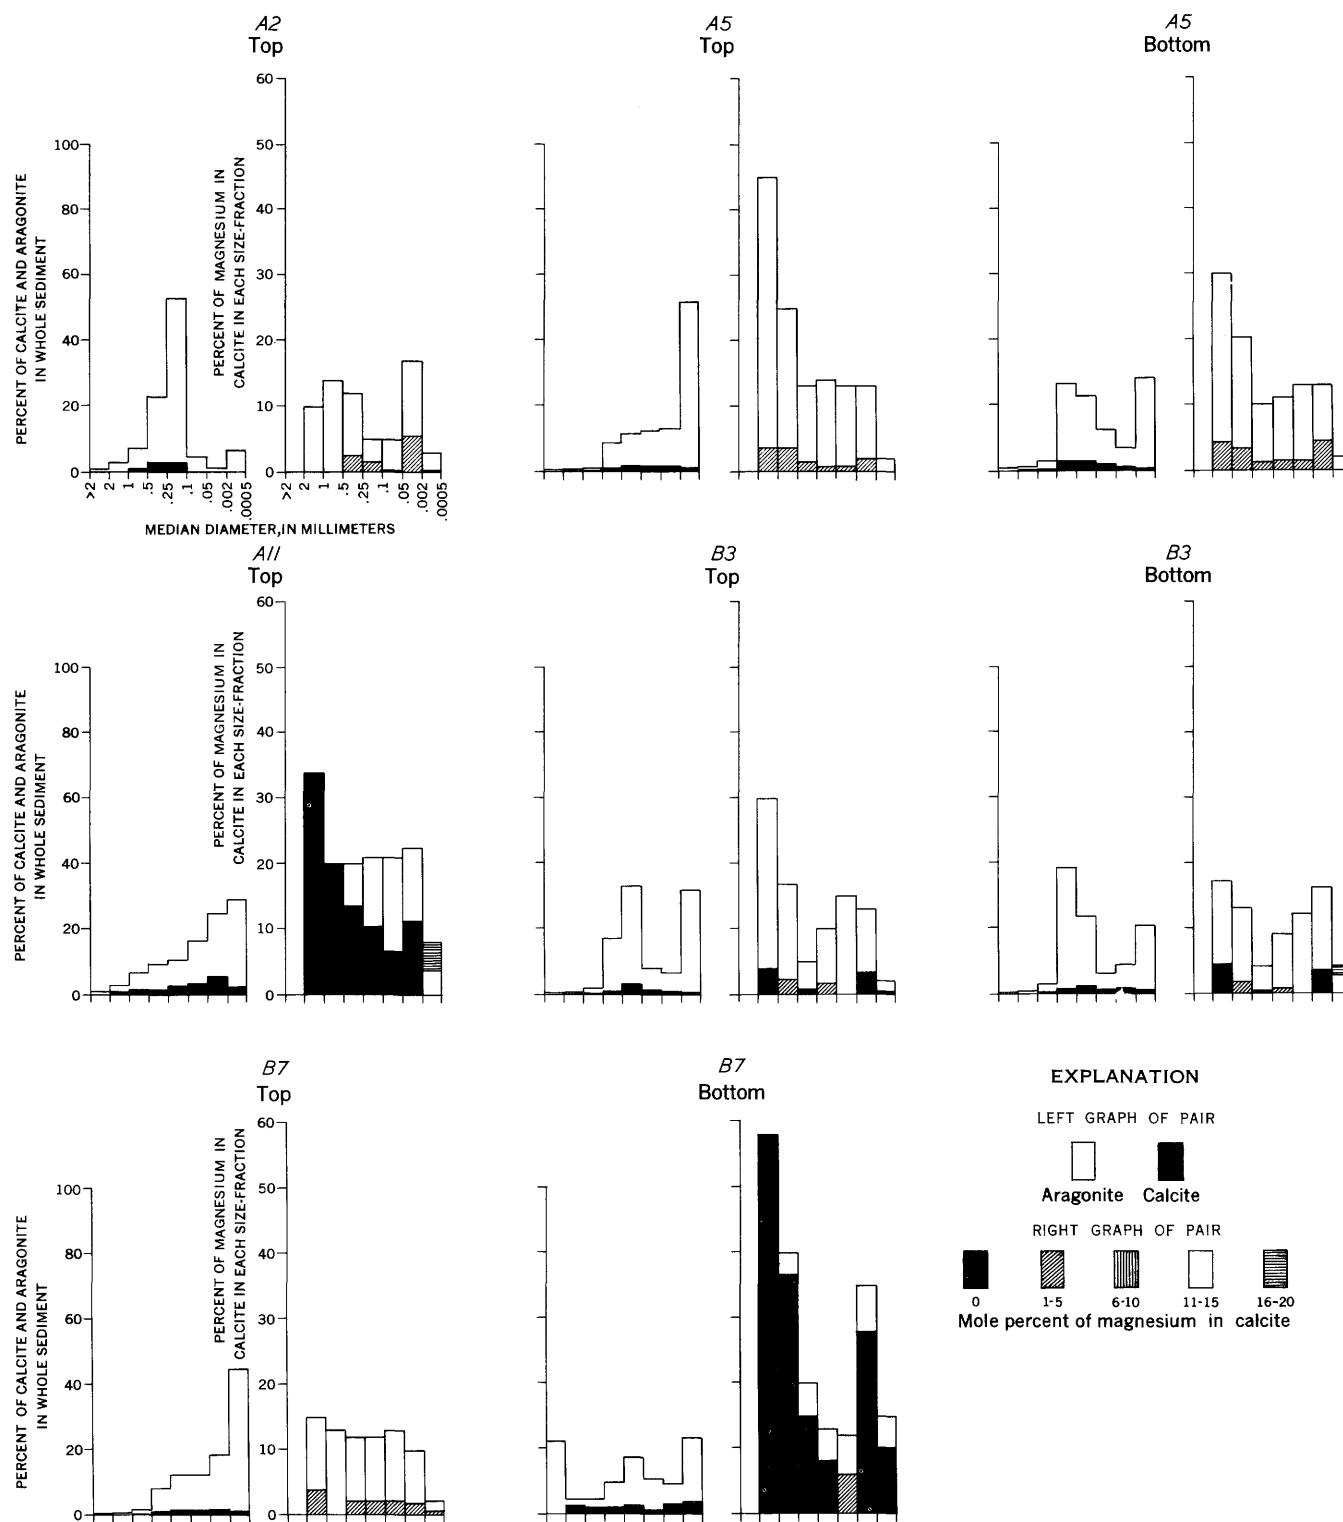 A2
Top
A5
Top
A5
Bottom
PERCENT OF CALCITE AND ARAGONITE
IN WHOLE SEDIMENT
100
80
60
40
20
0
PERCENT OF MAGNESIUM IN
CALCITE IN EACH SIZE-FRACTION
60
50
40
30
20
10
0
>2
2
1
.5
.25
.1
.05
.002
.0005
>2
2
1
.5
.25
.1
.05
.002
.0005
MEDIAN DIAMETER, IN MILLIMETERS
A11
Top
B3
Top
B3
Bottom
PERCENT OF CALCITE AND ARAGONITE
IN WHOLE SEDIMENT
100
80
60
40
20
0
PERCENT OF MAGNESIUM IN
CALCITE IN EACH SIZE-FRACTION
60
50
40
30
20
10
0
B7
Top
B7
Bottom
PERCENT OF CALCITE AND ARAGONITE
IN WHOLE SEDIMENT
100
80
60
40
20
0
PERCENT OF MAGNESIUM IN
CALCITE IN EACH SIZE-FRACTION
60
50
40
30
20
10
0
EXPLANATION
LEFT GRAPH OF PAIR
Aragonite Calcite
RIGHT GRAPH OF PAIR
0 1-5 6-10 11-15 16-20
Mole percent of magnesium in calcite